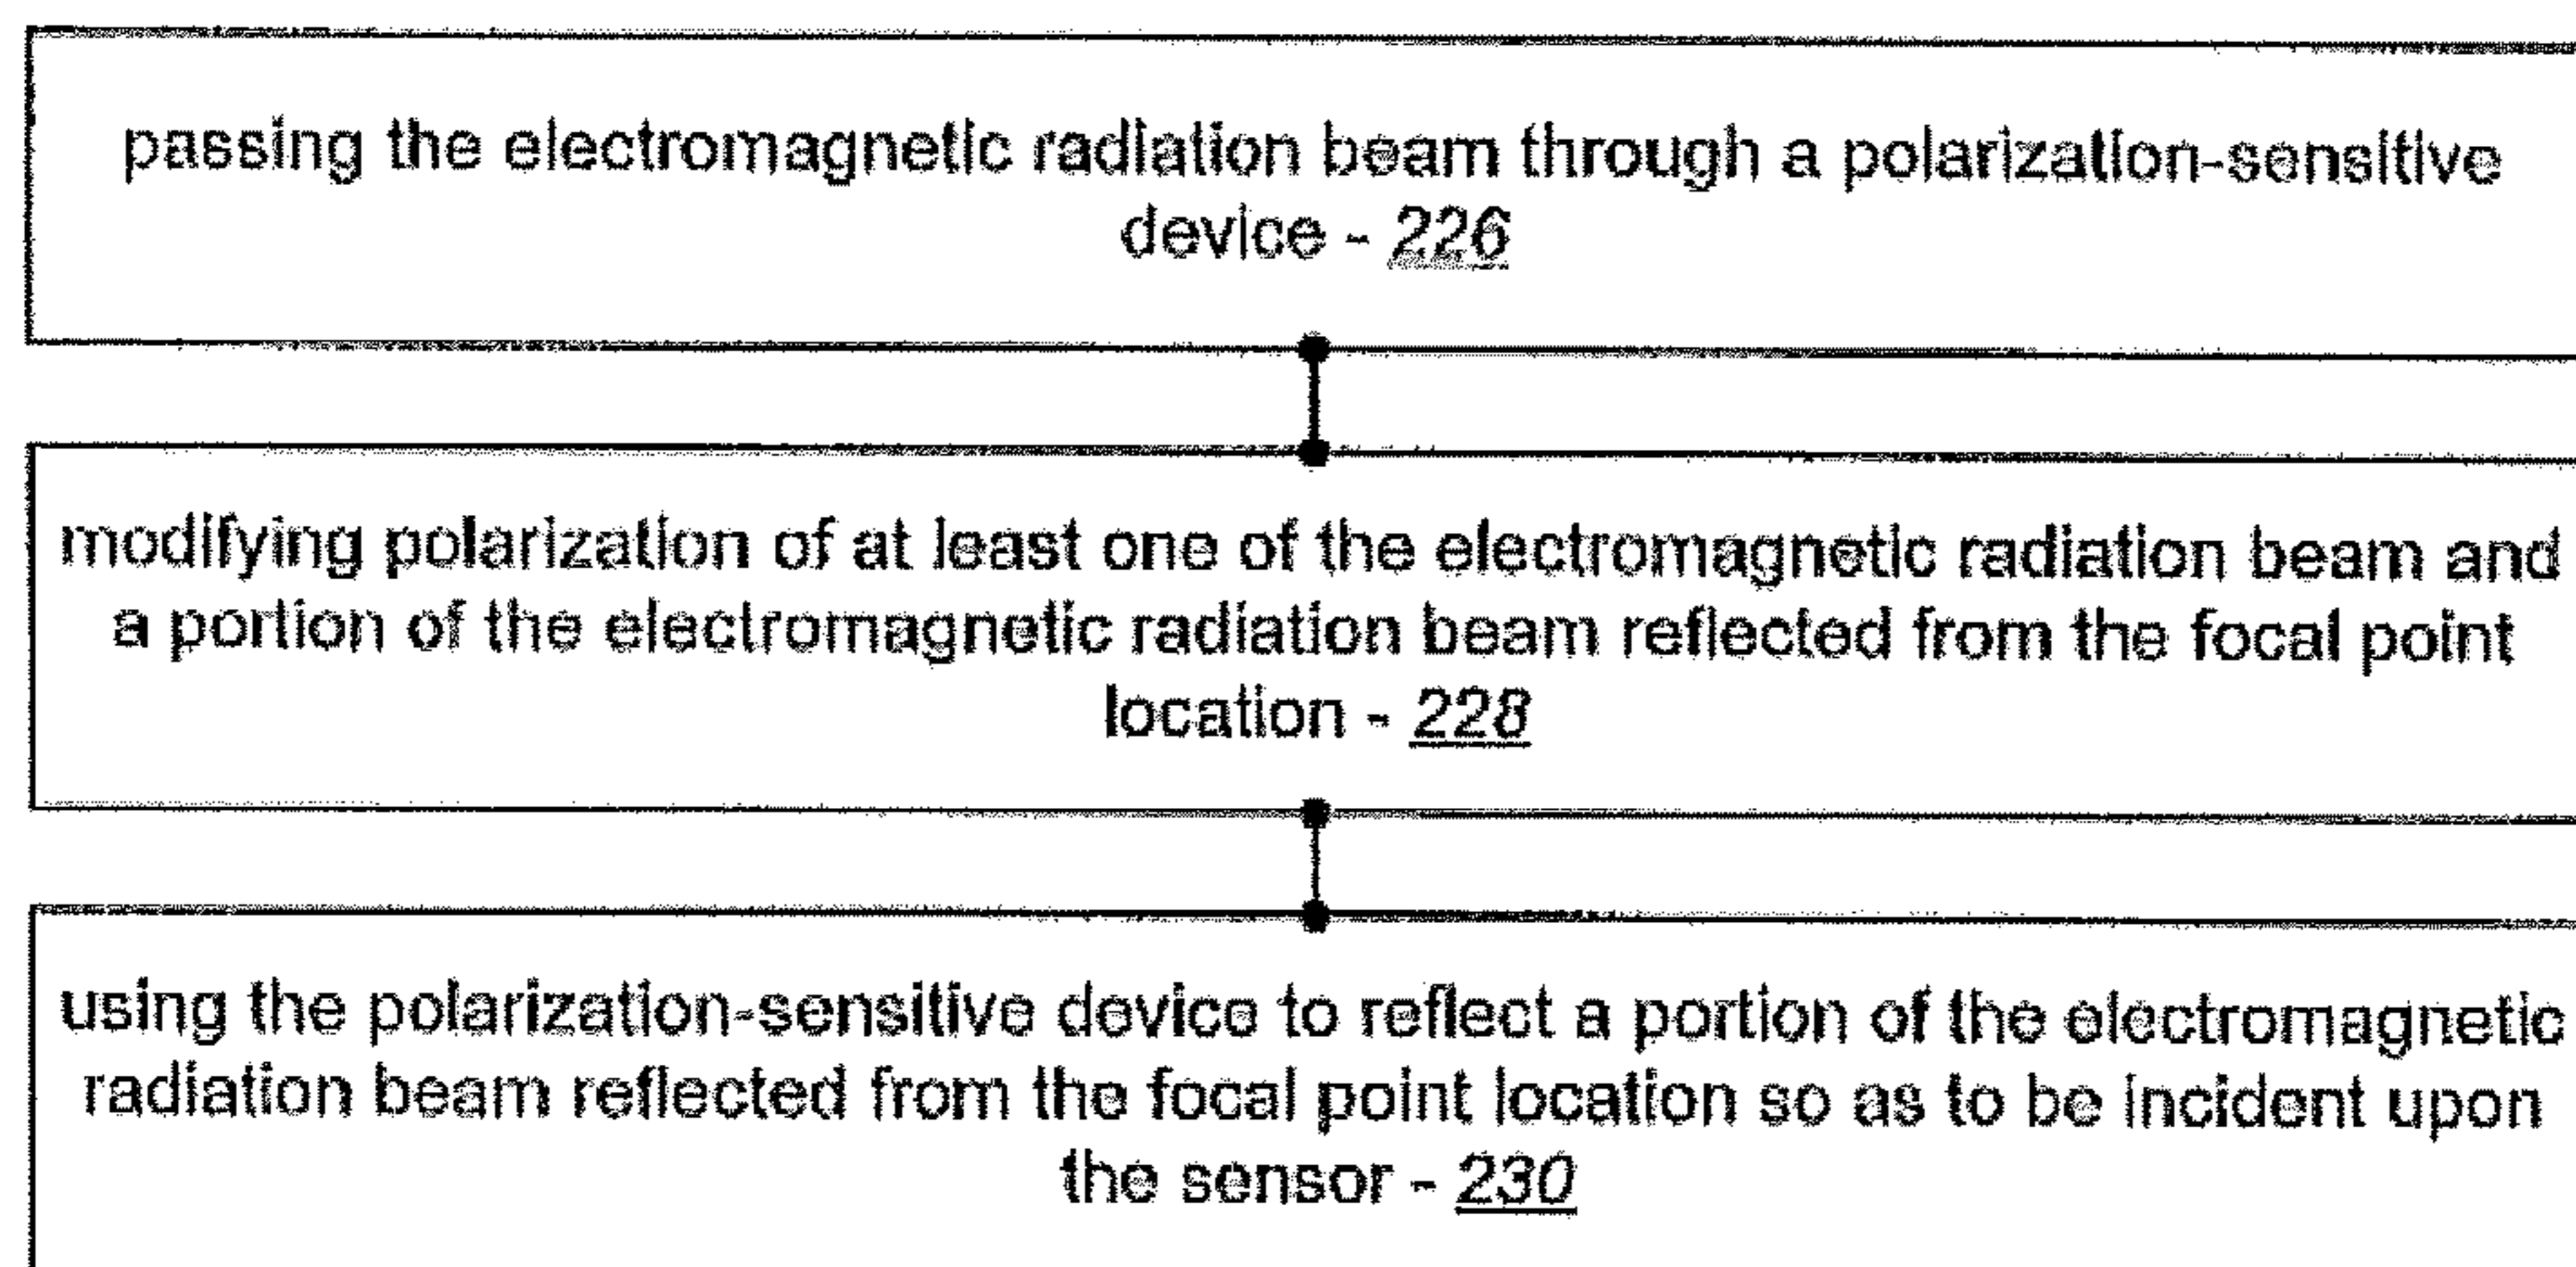 passing the electromagnetic radiation beam through a polarization-sensitive
device - 226
modifying polarization of at least one of the electromagnetic radiation beam and
a portion of the electromagnetic radiation beam reflected from the focal point
location - 228
using the polarization-sensitive device to reflect a portion of the electromagnetic
radiation beam reflected from the focal point location so as to be incident upon
the sensor - 230